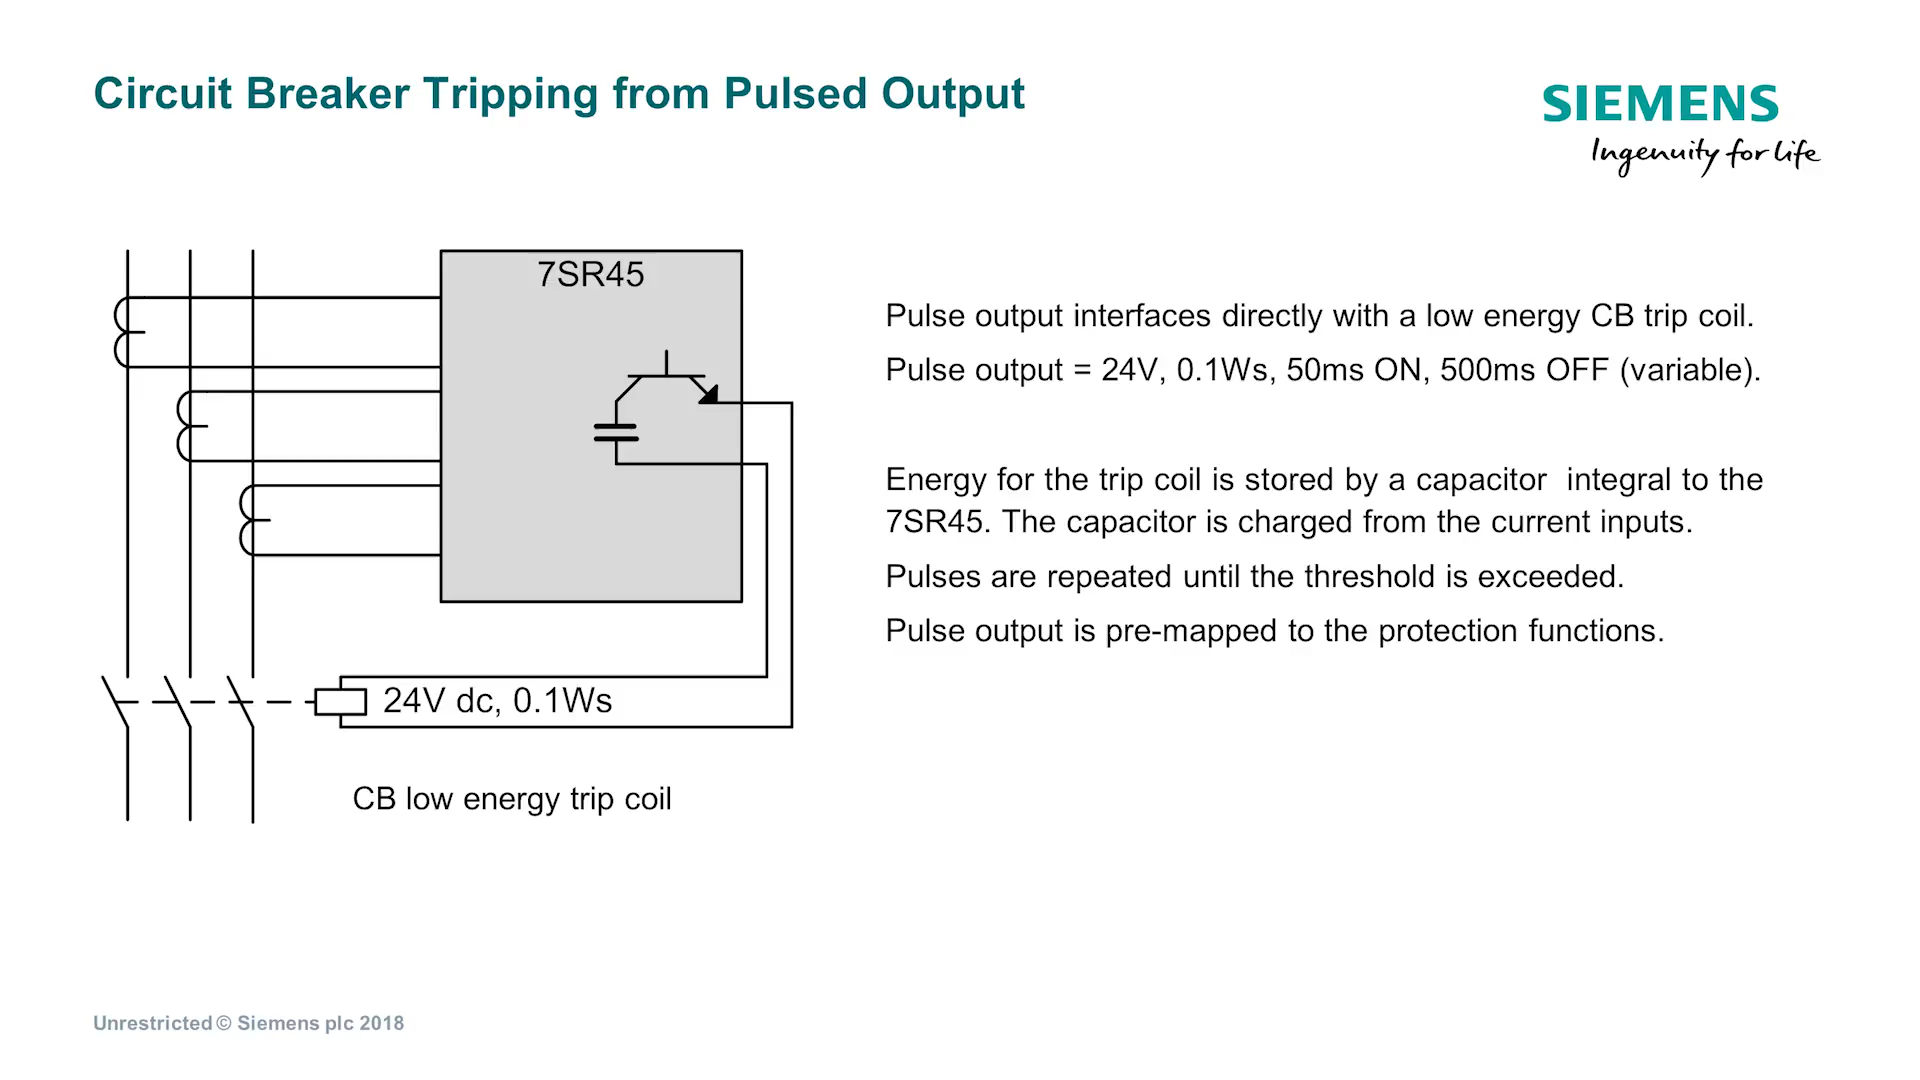 Circuit Breaker Tripping from Pulsed Output
SIEMENS
Ingenuity for life
7SR45
Pulse output interfaces directly with a low energy CB trip coil.
Pulse output = 24V, 0.1Ws, 50ms ON, 500ms OFF (variable).
Energy for the trip coil is stored by a capacitor  integral to the
7SR45. The capacitor is charged from the current inputs.
Pulses are repeated until the threshold is exceeded.
Pulse output is pre-mapped to the protection functions.
24V dc, 0.1Ws
CB low energy trip coil
Unrestricted © Siemens plc 2018